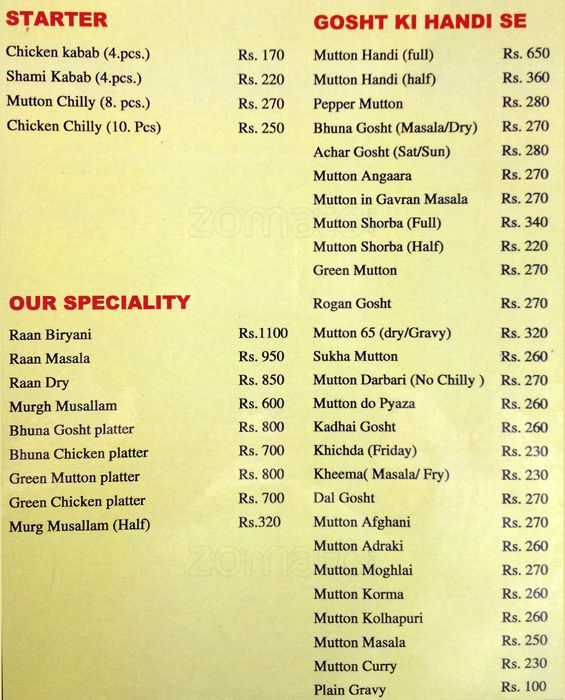 STARTER
Chicken kabab (4.pcs.) Rs. 170
Shami Kabab (4.pcs.) Rs. 220
Mutton Chilly (8. pcs.) Rs. 270
Chicken Chilly (10. Pcs) Rs. 250
OUR SPECIALITY
Raan Biryani Rs.1100
Raan Masala Rs. 950
Raan Dry Rs. 850
Murgh Musallam Rs. 600
Bhuna Gosht platter Rs. 800
Bhuna Chicken platter Rs. 700
Green Mutton platter Rs. 800
Green Chicken platter Rs. 700
Murg Musallam (Half) Rs.320
GOSHT KI HANDI SE
Mutton Handi (full) Rs. 650
Mutton Handi (half) Rs. 360
Pepper Mutton Rs. 280
Bhuna Gosht (Masala/Dry) Rs. 270
Achar Gosht (Sat/Sun) Rs. 280
Mutton Angaara Rs. 270
Mutton in Gavran Masala Rs. 270
Mutton Shorba (Full) Rs. 340
Mutton Shorba (Half) Rs. 220
Green Mutton Rs. 270
Rogan Gosht Rs. 270
Mutton 65 (dry/Gravy) Rs. 320
Sukha Mutton Rs. 260
Mutton Darbari (No Chilly ) Rs. 270
Mutton do Pyaza Rs. 260
Kadhai Gosht Rs. 260
Khichda (Friday) Rs. 230
Kheema( Masala/ Fry) Rs. 230
Dal Gosht Rs. 270
Mutton Afghani Rs. 270
Mutton Adraki Rs. 260
Mutton Moghlai Rs. 270
Mutton Korma Rs. 260
Mutton Kolhapuri Rs. 260
Mutton Masala Rs. 250
Mutton Curry Rs. 230
Plain Gravy Rs. 100